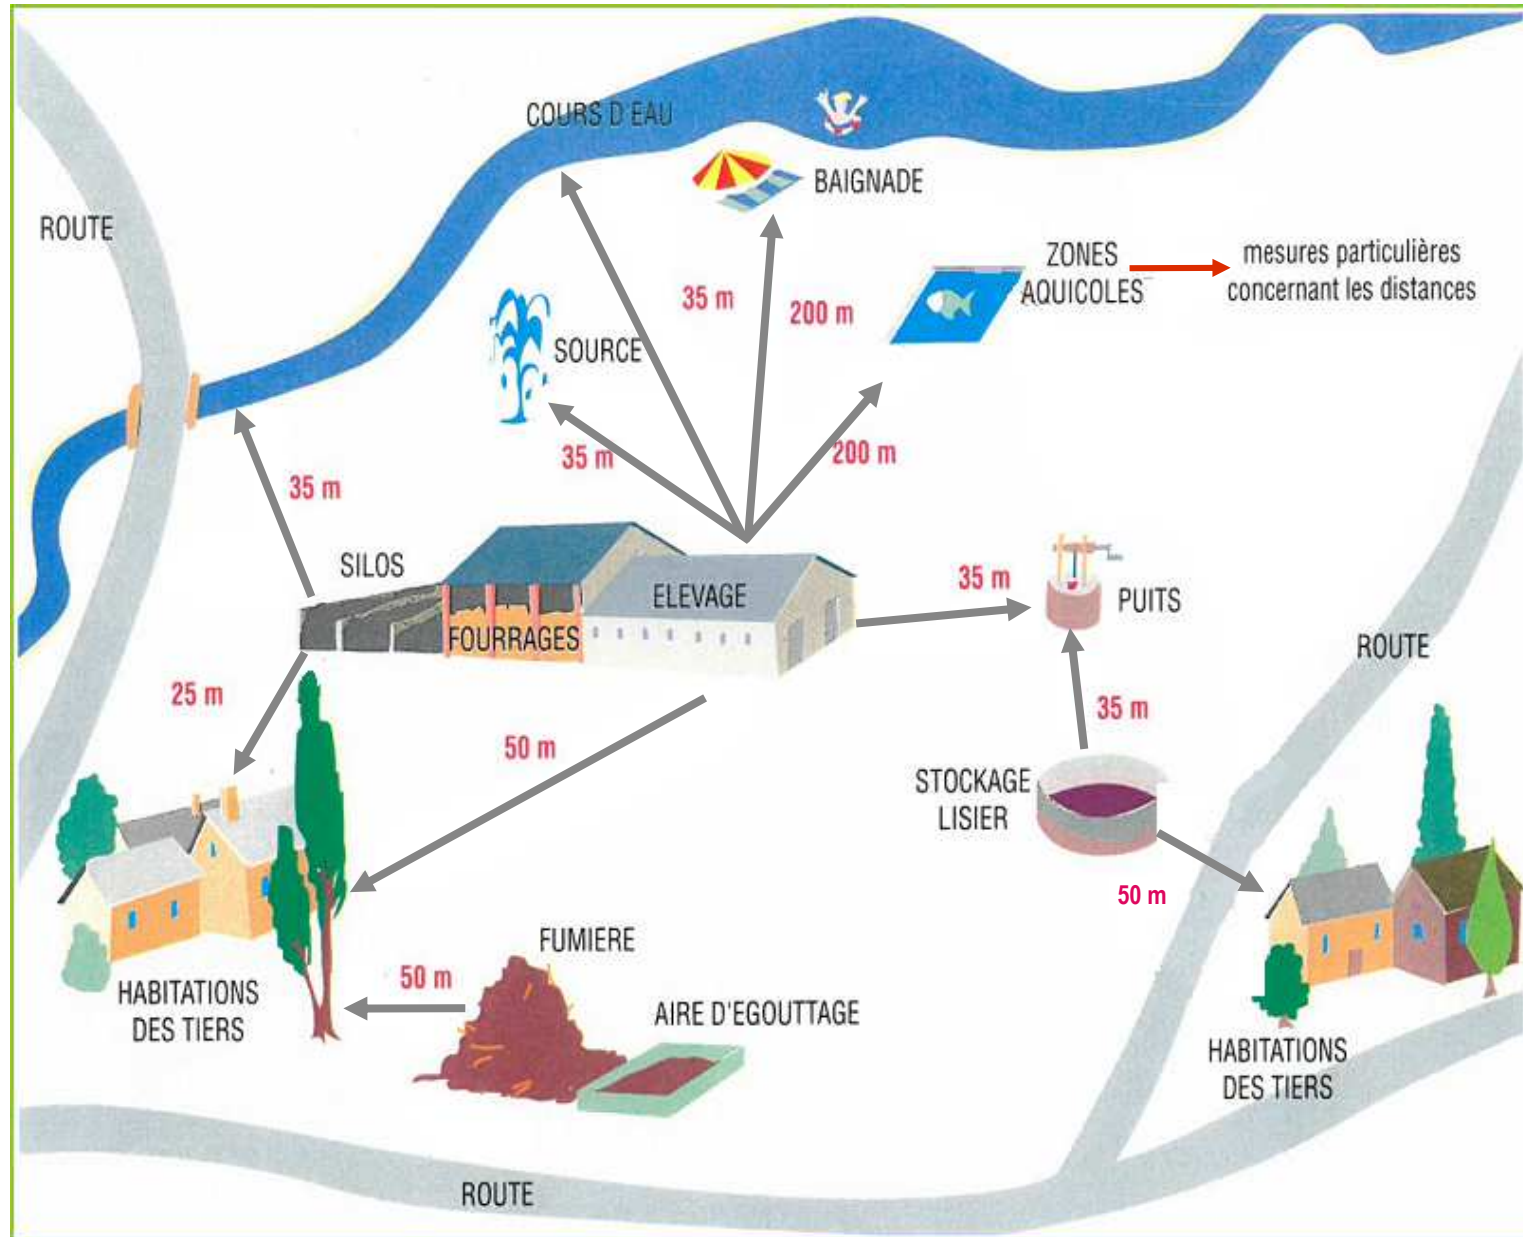 COURS D EAU
BAIGNADE
ROUTE
ZONES
AQUICOLES
mesures particulières
concernant les distances
35 m
200 m
SOURCE
35 m
200 m
35 m
SILOS
ELEVAGE
FOURRAGES
35 m
PUITS
ROUTE
25 m
50 m
35 m
STOCKAGE
LISIER
50 m
FUMIERE
50 m
HABITATIONS
DES TIERS
AIRE D'EGOUTTAGE
HABITATIONS
DES TIERS
ROUTE